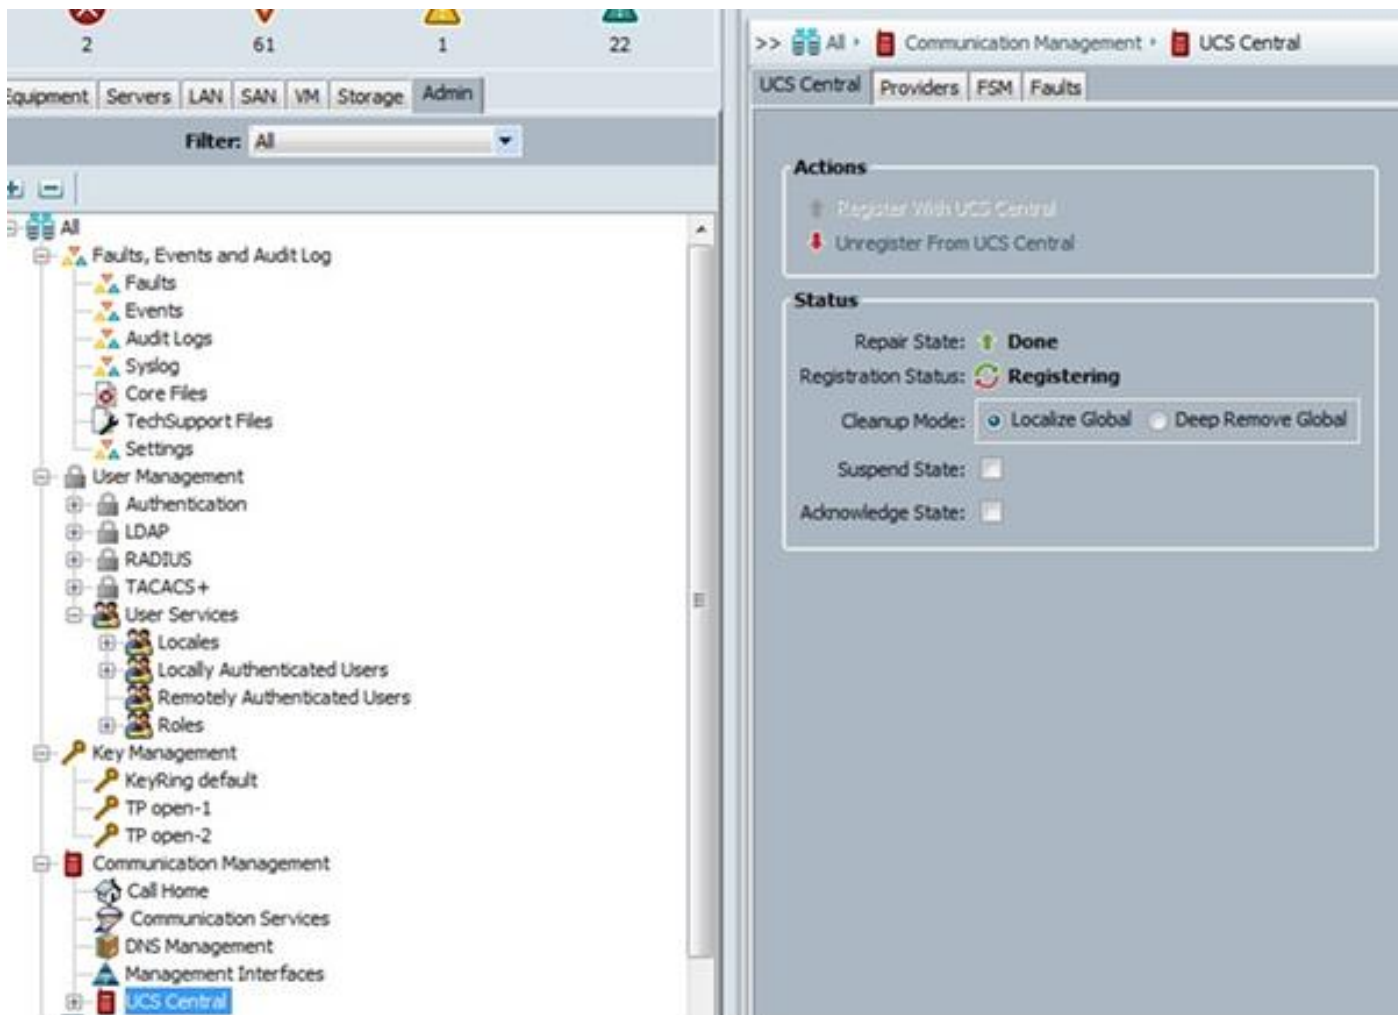 2 61 1 22
Equipment Servers LAN SAN VM Storage Admin
Filter: All
All
Faults, Events and Audit Log
Faults
Events
Audit Logs
Syslog
Core Files
TechSupport Files
Settings
User Management
Authentication
LDAP
RADIUS
TACACS+
User Services
Locales
Locally Authenticated Users
Remotely Authenticated Users
Roles
Key Management
KeyRing default
TP open-1
TP open-2
Communication Management
Call Home
Communication Services
DNS Management
Management Interfaces
UCS Central
>> All Communication Management UCS Central
UCS Central Providers FSM Faults
Actions
Register With UCS Central
Unregister From UCS Central
Status
Repair State: Done
Registration Status: Registering
Cleanup Mode: Localize Global Deep Remove Global
Suspend State:
Acknowledge State: